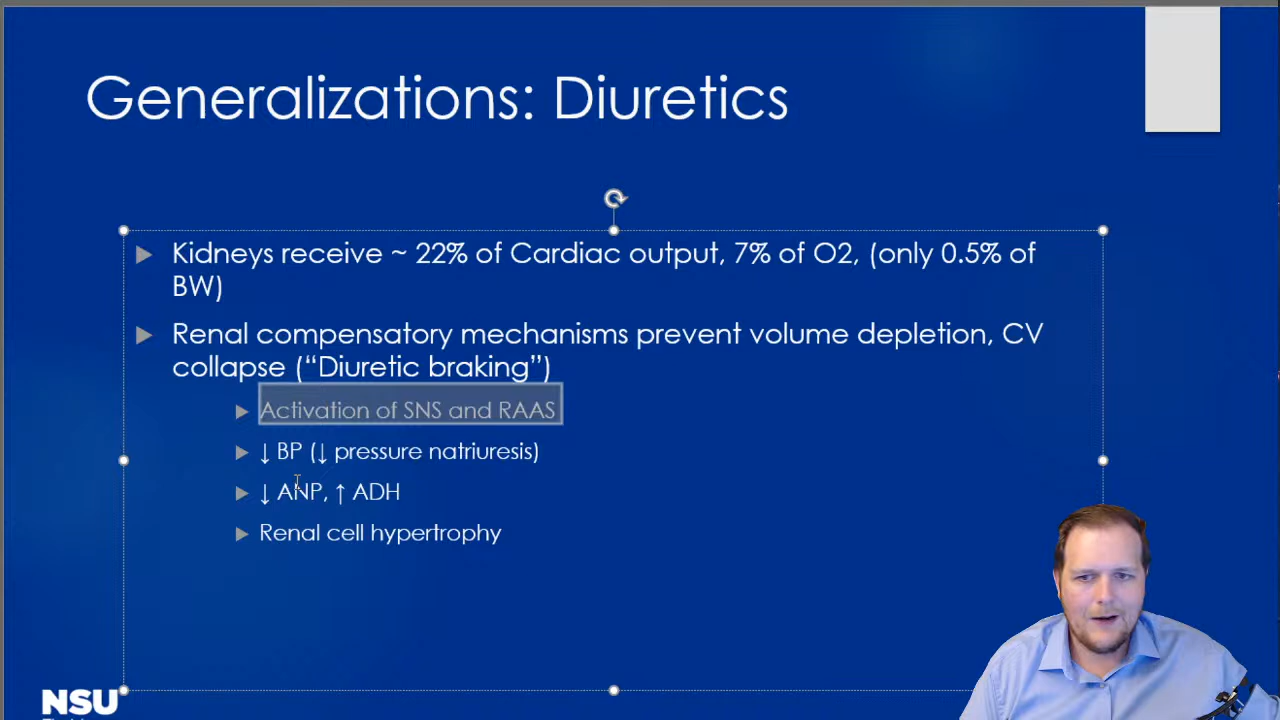 Generalizations: Diuretics
Kidneys receive ~ 22% of Cardiac output, 7% of O2, (only 0.5% of
BW)
Renal compensatory mechanisms prevent volume depletion, CV
collapse (“Diuretic braking”)
Activation of SNS and RAAS
↓ BP (↓ pressure natriuresis)
↓ ANP, ↑ ADH
Renal cell hypertrophy
NSU